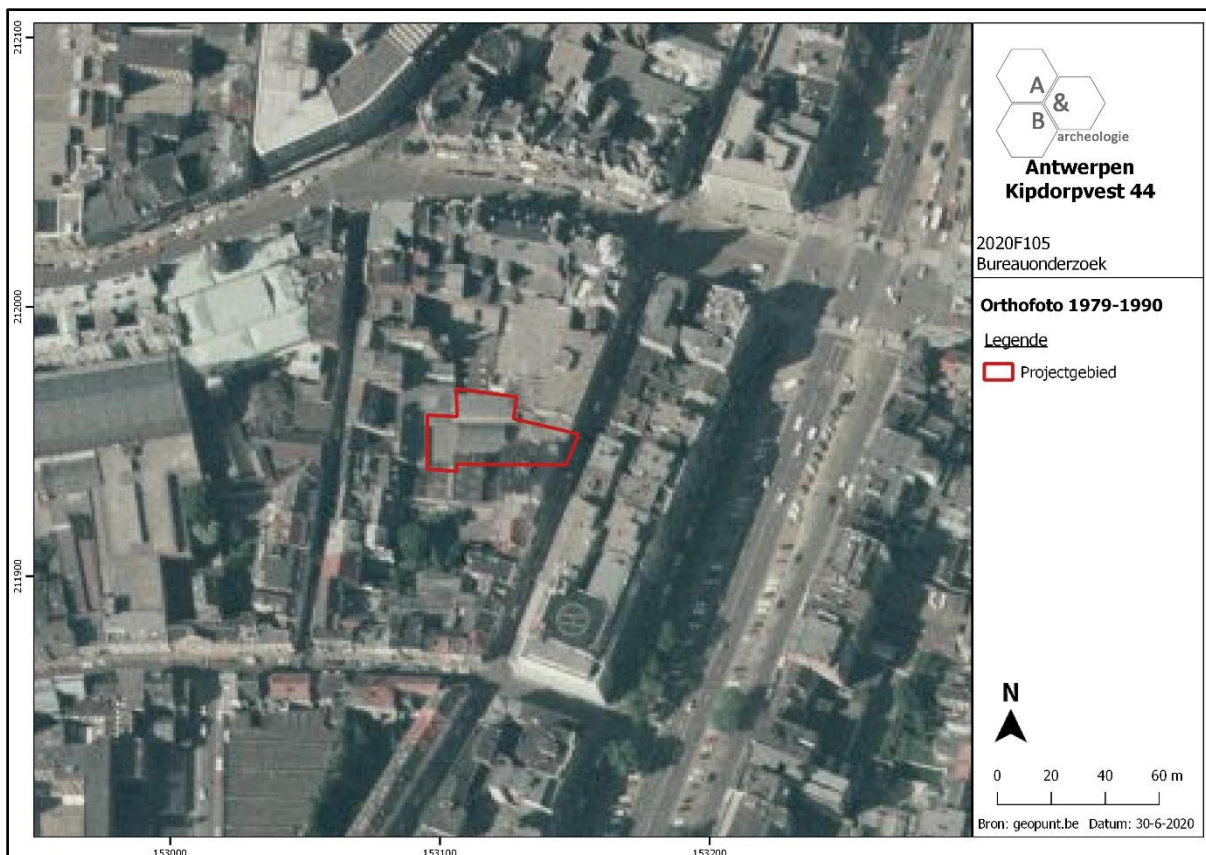 212100
212000
211900
153000
153100
153200
A
&
B
archeologie
Antwerpen
Kipdorpvest 44
2020F105
Bureauonderzoek
Orthofoto 1979-1990
Legende
Projectgebied
N
0 20 40 60 m
Bron: geopunt.be Datum: 30-6-2020